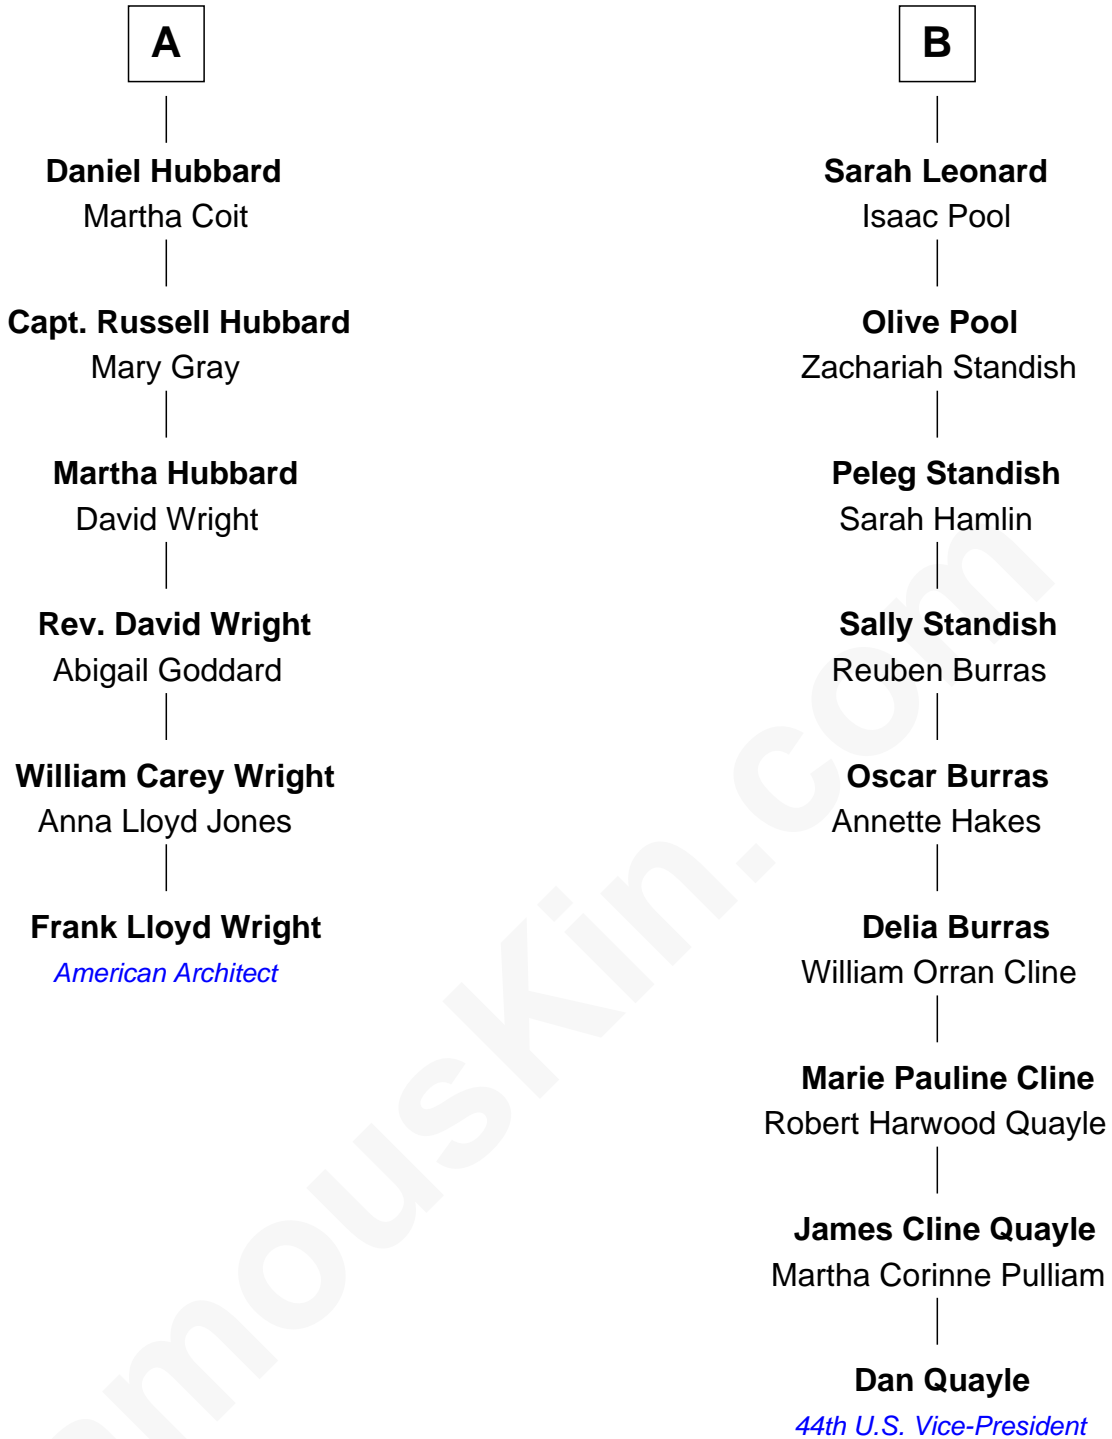 A
Daniel Hubbard
Martha Coit
Capt. Russell Hubbard
Mary Gray
Martha Hubbard
David Wright
Rev. David Wright
Abigail Goddard
William Carey Wright
Anna Lloyd Jones
Frank Lloyd Wright
American Architect
B
Sarah Leonard
Isaac Pool
Olive Pool
Zachariah Standish
Peleg Standish
Sarah Hamlin
Sally Standish
Reuben Burras
Oscar Burras
Annette Hakes
Delia Burras
William Orran Cline
Marie Pauline Cline
Robert Harwood Quayle
James Cline Quayle
Martha Corinne Pulliam
Dan Quayle
44th U.S. Vice-President
amousKin.com